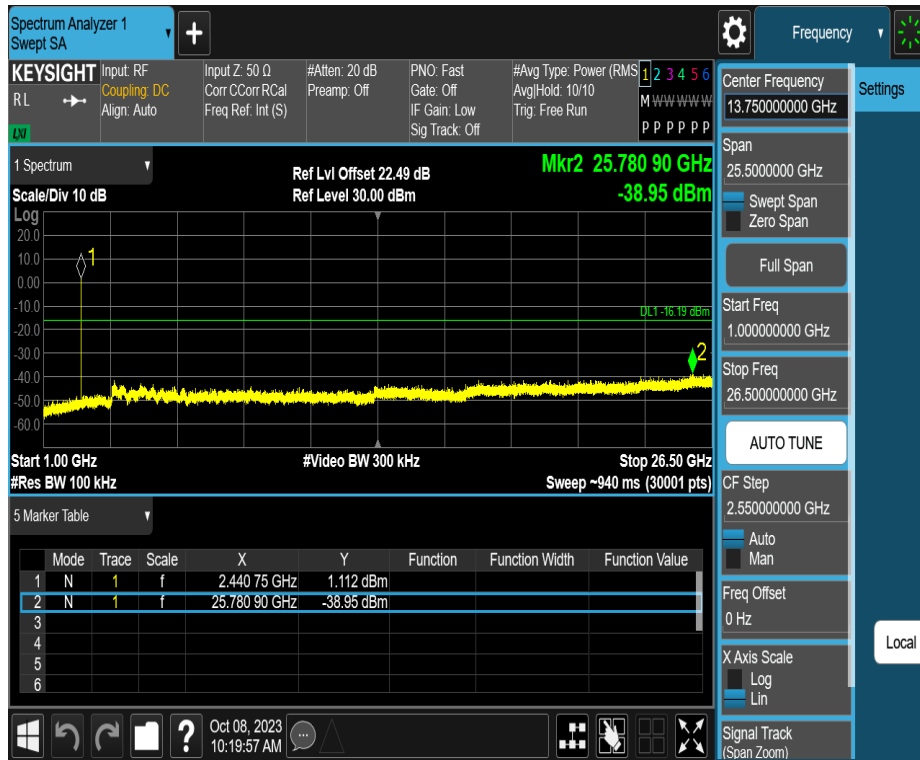 Spectrum Analyzer 1
Swept SA
+
Frequency
KEYSIGHT
RL
LXI
Input: RF
Coupling: DC
Align: Auto
Input Z: 50 Ω
Corr CCorr RCal
Freq Ref: Int (S)
#Atten: 20 dB
Preamp: Off
PNO: Fast
Gate: Off
IF Gain: Low
Sig Track: Off
#Avg Type: Power (RMS
Avg|Hold: 10/10
Trig: Free Run
1 2 3 4 5 6
M W W W W W
P P P P P P
Settings
Center Frequency
13.750000000 GHz
Span
25.5000000 GHz
Swept Span
Zero Span
Full Span
Start Freq
1.000000000 GHz
Stop Freq
26.50000000 GHz
AUTO TUNE
CF Step
2.550000000 GHz
Auto
Man
Freq Offset
0 Hz
X Axis Scale
Log
Lin
Signal Track
(Span Zoom)
Local
1 Spectrum
Scale/Div 10 dB
Ref Lvl Offset 22.49 dB
Ref Level 30.00 dBm
Mkr2 25.780 90 GHz
-38.95 dBm
Log
20.0
10.0
0.00
-10.0
-20.0
-30.0
-40.0
-50.0
-60.0
1
DL1 -16.19 dBm
2
Start 1.00 GHz
#Video BW 300 kHz
Stop 26.50 GHz
#Res BW 100 kHz
Sweep ~940 ms (30001 pts)
5 Marker Table
Mode Trace Scale X Y Function Function Width Function Value
1 N 1 f 2.440 75 GHz 1.112 dBm
2 N 1 f 25.780 90 GHz -38.95 dBm
3
4
5
6
?
Oct 08, 2023
10:19:57 AM